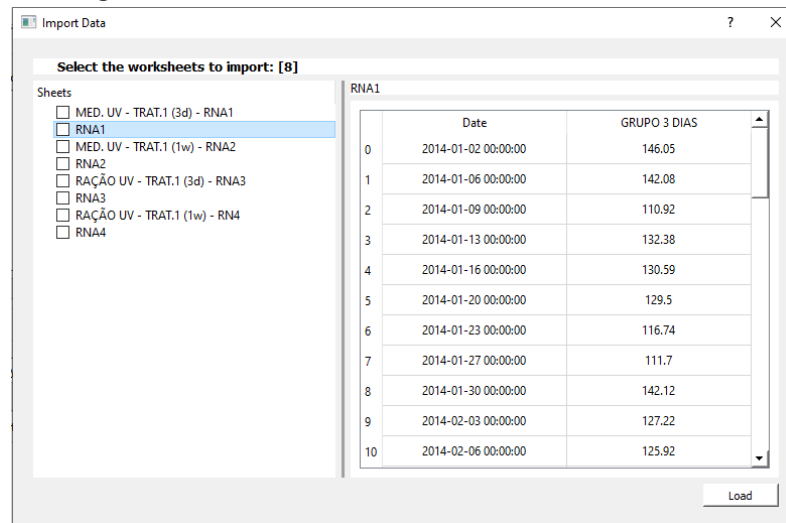 Import Data
? ×
Select the worksheets to import: [8]
Sheets
MED. UV - TRAT.1 (3d) - RNA1
RNA1
MED. UV - TRAT.1 (1w) - RNA2
RNA2
RAÇÃO UV - TRAT.1 (3d) - RNA3
RNA3
RAÇÃO UV - TRAT.1 (1w) - RN4
RNA4
RNA1
Date GRUPO 3 DIAS
0 2014-01-02 00:00:00 146.05
1 2014-01-06 00:00:00 142.08
2 2014-01-09 00:00:00 110.92
3 2014-01-13 00:00:00 132.38
4 2014-01-16 00:00:00 130.59
5 2014-01-20 00:00:00 129.5
6 2014-01-23 00:00:00 116.74
7 2014-01-27 00:00:00 111.7
8 2014-01-30 00:00:00 142.12
9 2014-02-03 00:00:00 127.22
10 2014-02-06 00:00:00 125.92
Load